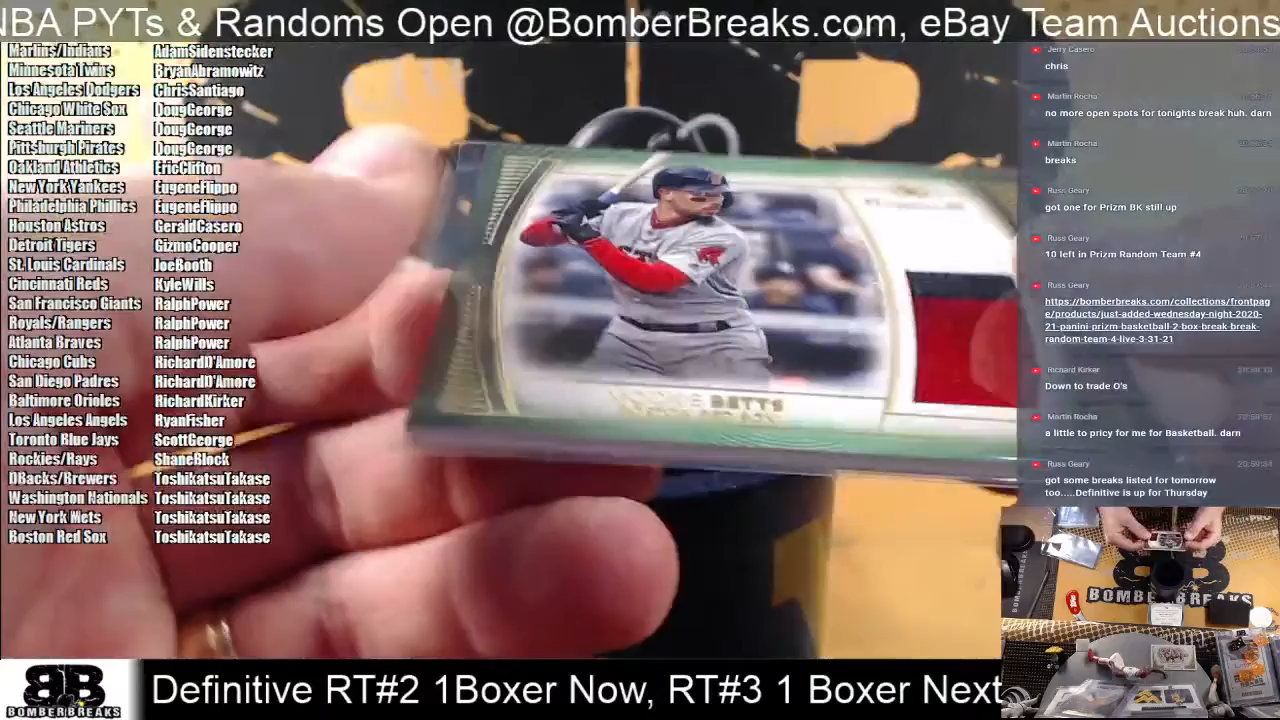 NBA PYTs & Randoms Open @BomberBreaks.com, eBay Team Auctions
Marlins/Indians AdamSidenstecker
Minnesota Twins BryanAbramowitz
Los Angeles Dodgers ChrisSantiago
Chicago White Sox DougGeorge
Seattle Mariners DougGeorge
Pittsburgh Pirates DougGeorge
Oakland Athletics EricClifton
New York Yankees EugeneFlippo
Philadelphia Phillies EugeneFlippo
Houston Astros GeraldCasero
Detroit Tigers GizmoCooper
St. Louis Cardinals JoeBooth
Cincinnati Reds KyleWills
San Francisco Giants RalphPower
Royals/Rangers RalphPower
Atlanta Braves RalphPower
Chicago Cubs RichardD'Amore
San Diego Padres RichardD'Amore
Baltimore Orioles RichardKirker
Los Angeles Angels RyanFisher
Toronto Blue Jays ScottGeorge
Rockies/Rays ShaneBlock
DBacks/Brewers ToshikatsuTakase
Washington Nationals ToshikatsuTakase
New York Mets ToshikatsuTakase
Boston Red Sox ToshikatsuTakase
BETTS
Jerry Casero
chris
Martin Rocha
no more open spots for tonights break huh. darn
Martin Rocha
breaks
Russ Geary
got one for Prizm BK still up
Russ Geary
10 left in Prizm Random Team #4
Russ Geary
https://bomberbreaks.com/collections/frontpag
e/products/just-added-wednesday-night-2020-
21-panini-prizm-basketball-2-box-break-break-
random-team-4-live-3-31-21
Richard Kirker
Down to trade O's
Martin Rocha
a little to pricy for me for Basketball. darn
Russ Geary 20:59:34
got some breaks listed for tomorrow
too.....Definitive is up for Thursday
BOMBERBREAKS
BB
BOMBERBREAKS
Definitive RT#2 1Boxer Now, RT#3 1 Boxer Next